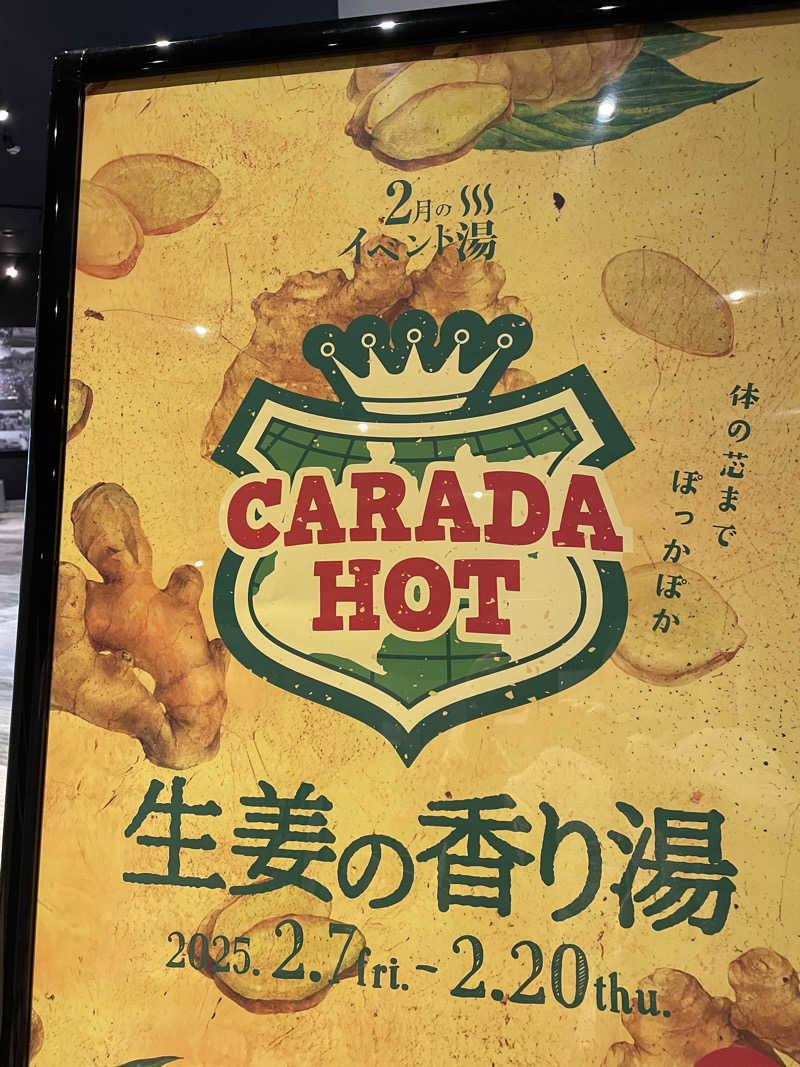 2月の
イベント湯
CARADA
HOT
体の芯まで
ぽっかぽか
生姜の香り湯
2025. 2.7fri.-2.20thu.